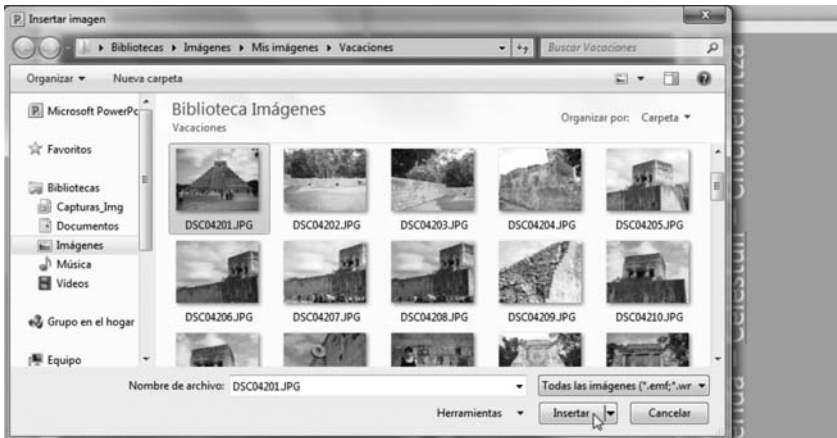 Insertar imagen
Bibliotecas ▸ Imágenes ▸ Mis imágenes ▸ Vacaciones
Buscar Vacaciones
Organizar
Nueva carpeta
Microsoft PowerPo
Favoritos
Bibliotecas
Capturas_Img
Documentos
Imágenes
Música
Vídeos
Grupo en el hogar
Equipo
Biblioteca Imágenes
Vacaciones
Organizar por: Carpeta
DSC04201.JPG DSC04202.JPG DSC04203.JPG DSC04204.JPG DSC04205.JPG
DSC04206.JPG DSC04207.JPG DSC04208.JPG DSC04209.JPG DSC04210.JPG
Nombre de archivo: DSC04201.JPG
Todas las imágenes (*.emf;*.wr
Herramientas
Insertar
Cancelar
enda - Celestún - Chichén Itzá